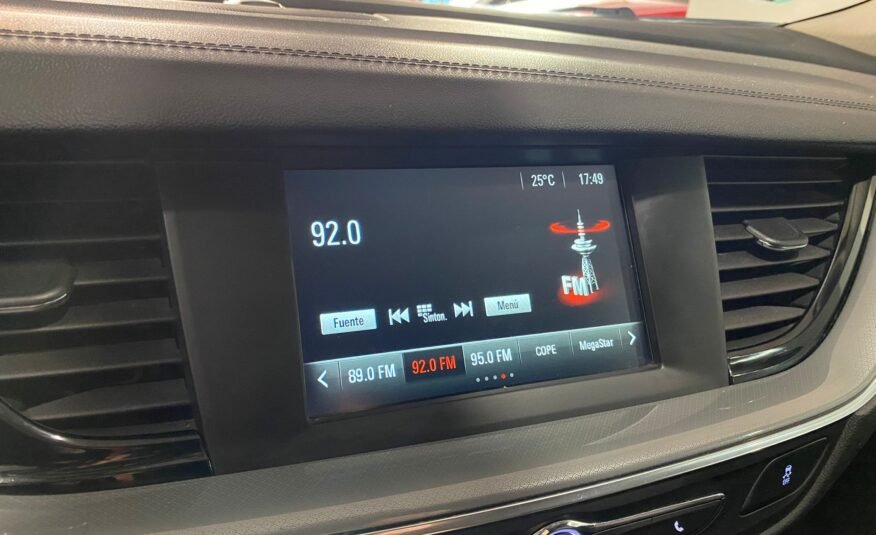 25°C 17:49
92.0
FM
Fuente Sinton. Menú
89.0 FM 92.0 FM 95.0 FM COPE MegaStar